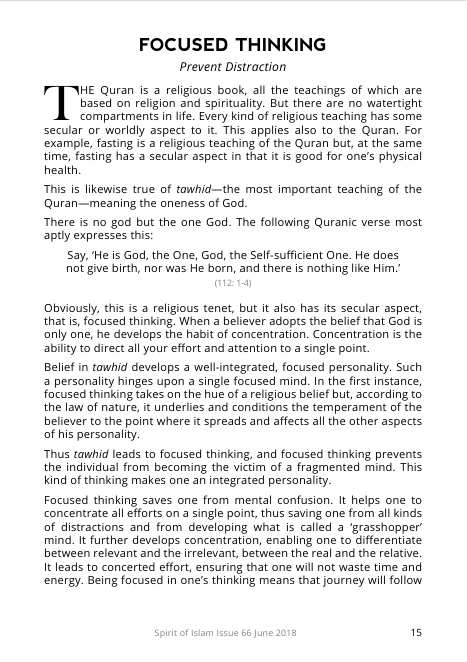 FOCUSED THINKING
Prevent Distraction
THE Quran is a religious book, all the teachings of which are
based on religion and spirituality. But there are no watertight
compartments in life. Every kind of religious teaching has some
secular or worldly aspect to it. This applies also to the Quran. For
example, fasting is a religious teaching of the Quran but, at the same
time, fasting has a secular aspect in that it is good for one’s physical
health.
This is likewise true of tawhid—the most important teaching of the
Quran—meaning the oneness of God.
There is no god but the one God. The following Quranic verse most
aptly expresses this:
Say, ‘He is God, the One, God, the Self-sufficient One. He does
not give birth, nor was He born, and there is nothing like Him.’
(112: 1-4)
Obviously, this is a religious tenet, but it also has its secular aspect,
that is, focused thinking. When a believer adopts the belief that God is
only one, he develops the habit of concentration. Concentration is the
ability to direct all your effort and attention to a single point.
Belief in tawhid develops a well-integrated, focused personality. Such
a personality hinges upon a single focused mind. In the first instance,
focused thinking takes on the hue of a religious belief but, according to
the law of nature, it underlies and conditions the temperament of the
believer to the point where it spreads and affects all the other aspects
of his personality.
Thus tawhid leads to focused thinking, and focused thinking prevents
the individual from becoming the victim of a fragmented mind. This
kind of thinking makes one an integrated personality.
Focused thinking saves one from mental confusion. It helps one to
concentrate all efforts on a single point, thus saving one from all kinds
of distractions and from developing what is called a ‘grasshopper’
mind. It further develops concentration, enabling one to differentiate
between relevant and the irrelevant, between the real and the relative.
It leads to concerted effort, ensuring that one will not waste time and
energy. Being focused in one’s thinking means that journey will follow
Spirit of Islam Issue 66 June 2018
15